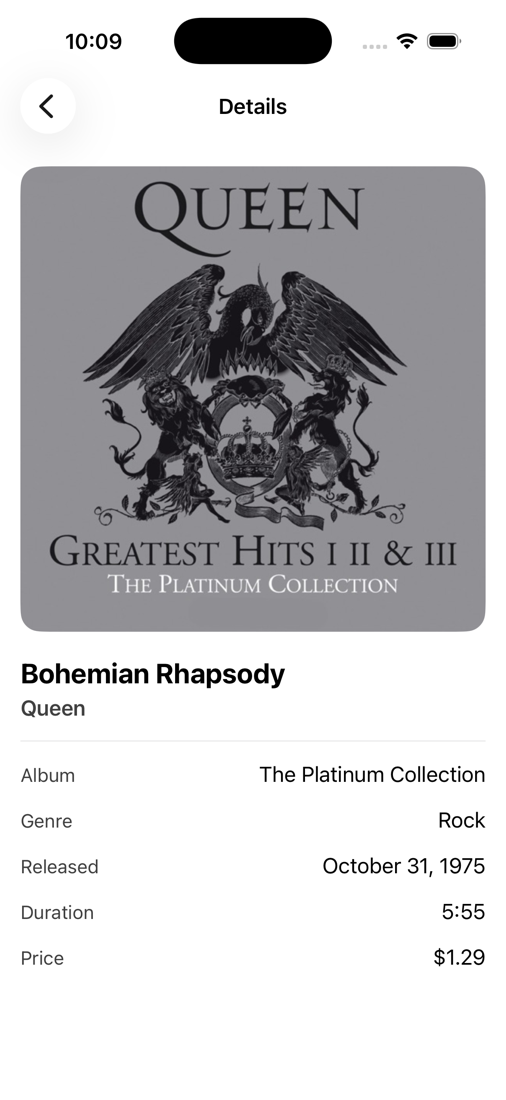 10:09
Details
QUEEN
GREATEST HITS I II & III
THE PLATINUM COLLECTION
Bohemian Rhapsody
Queen
Album The Platinum Collection
Genre Rock
Released October 31, 1975
Duration 5:55
Price $1.29